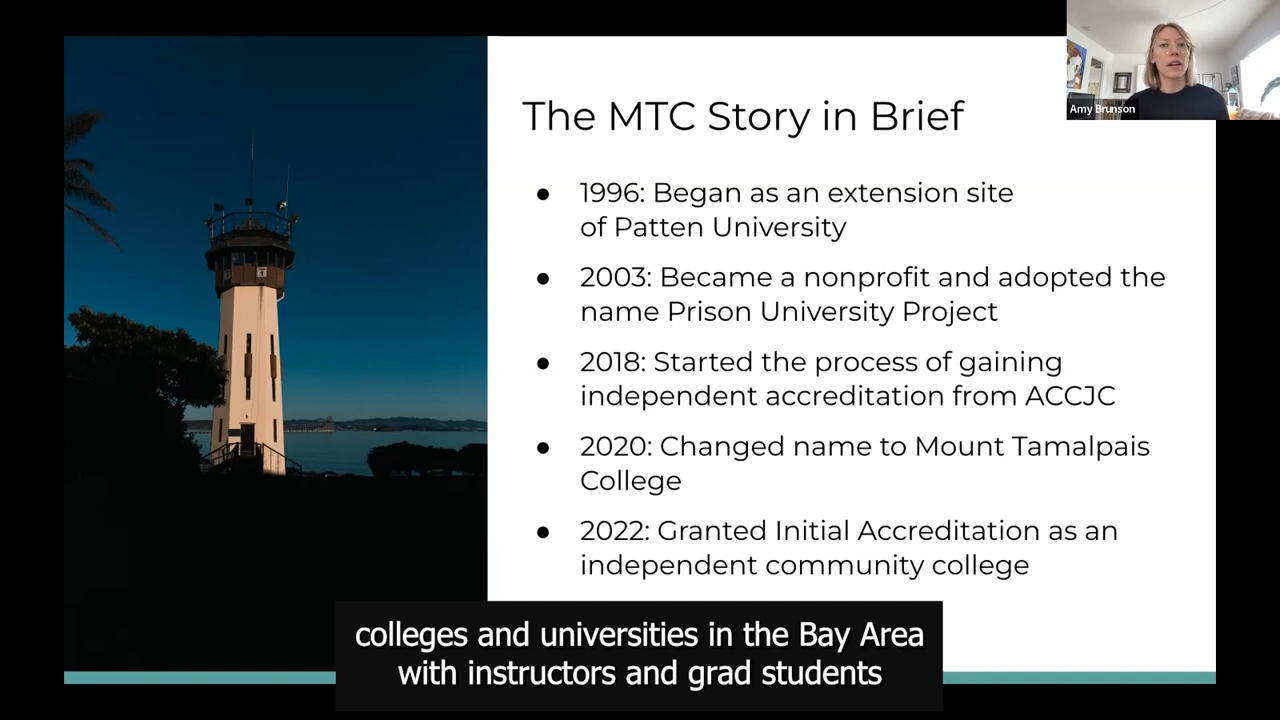 The MTC Story in Brief
Amy Brunson
● 1996: Began as an extension site
of Patten University
● 2003: Became a nonprofit and adopted the
name Prison University Project
● 2018: Started the process of gaining
independent accreditation from ACCJC
● 2020: Changed name to Mount Tamalpais
College
● 2022: Granted Initial Accreditation as an
independent community college
colleges and universities in the Bay Area
with instructors and grad students